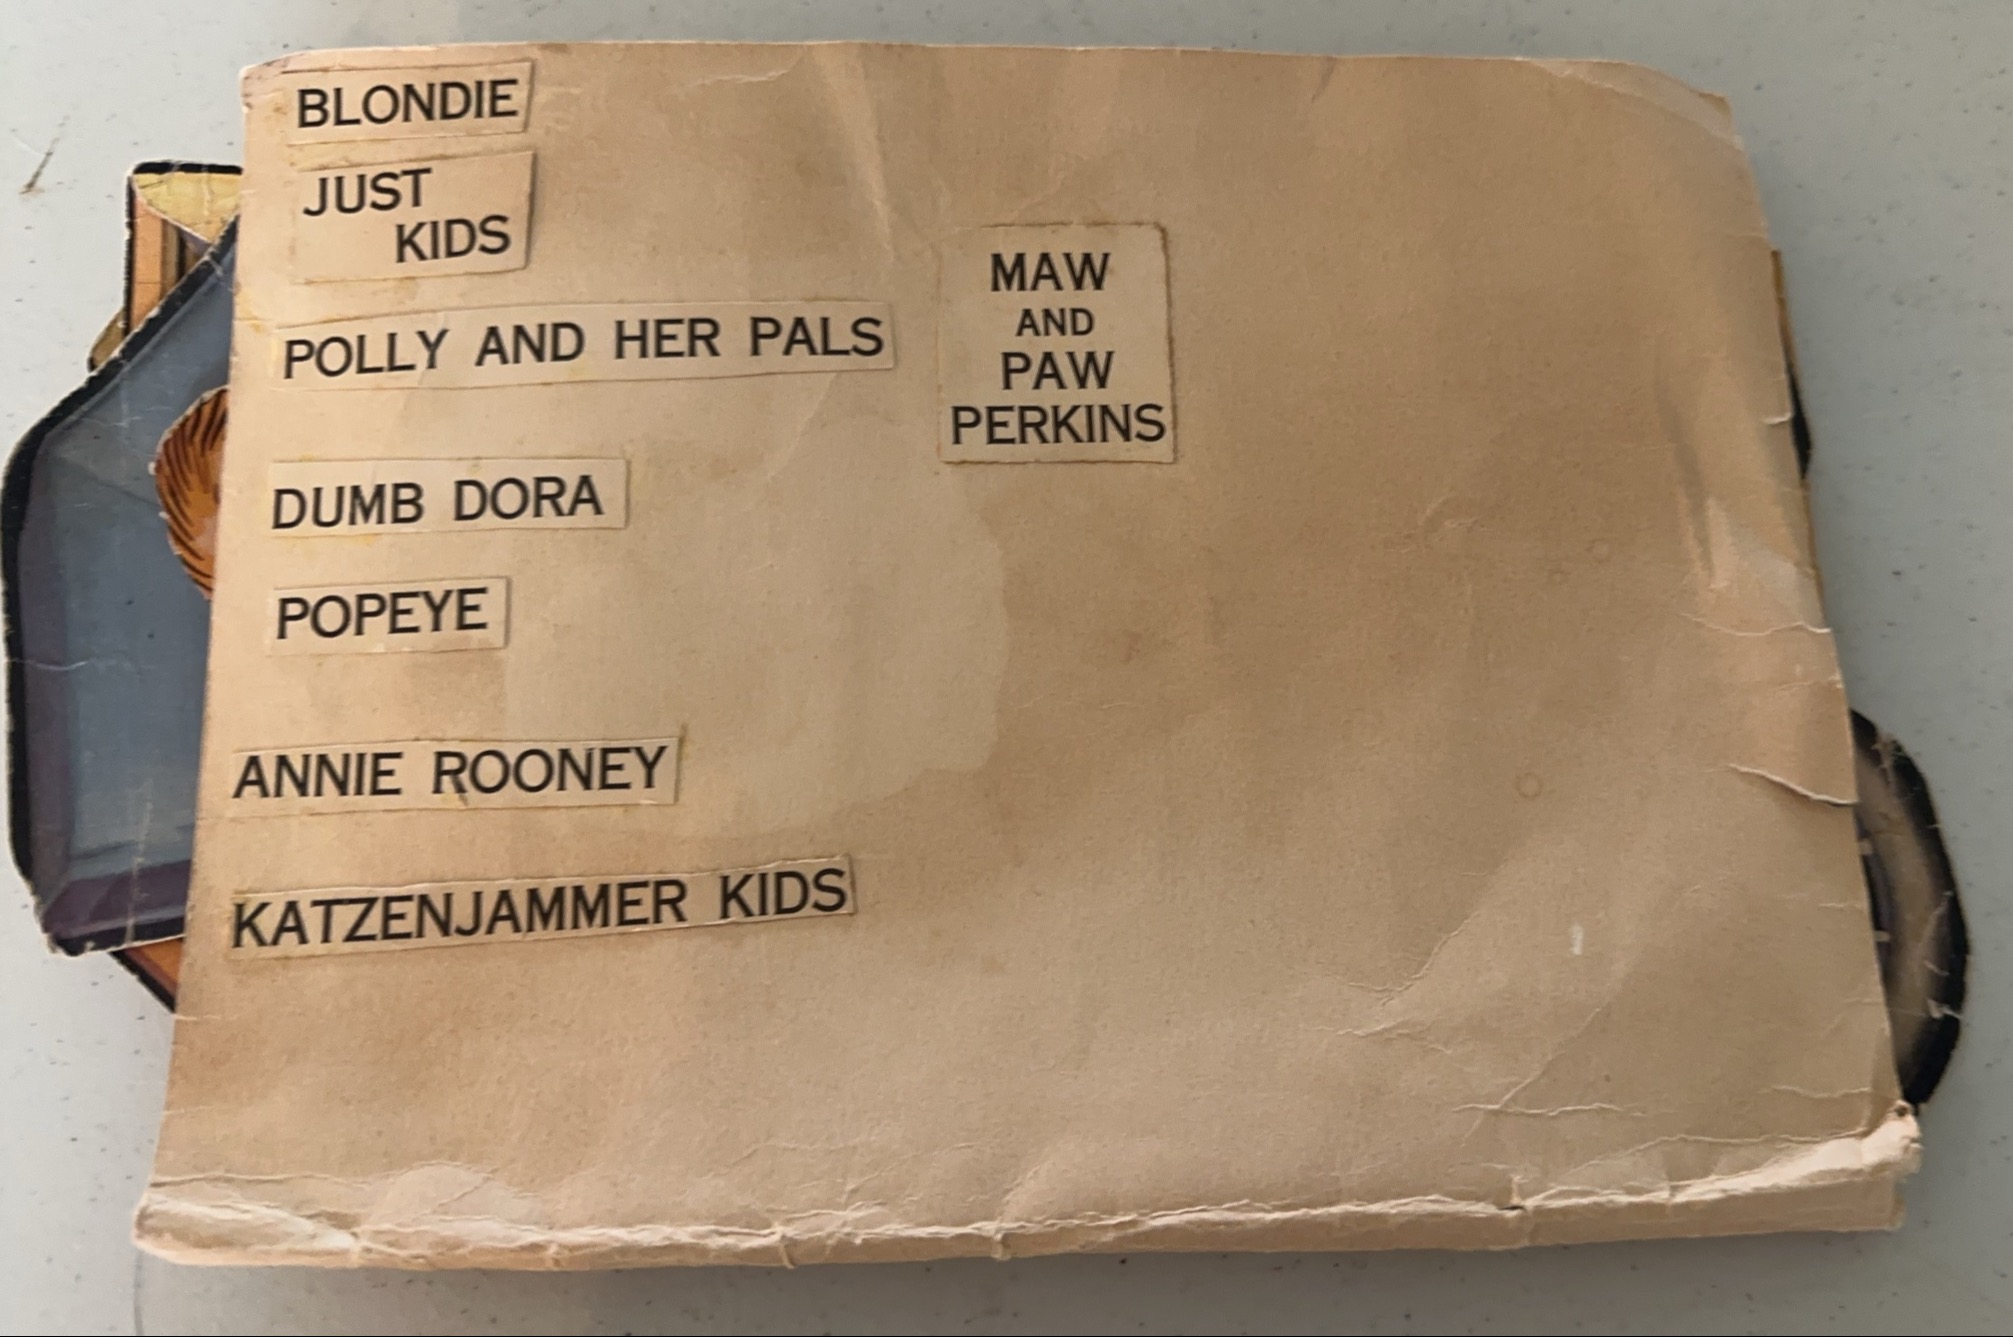 BLONDIE
JUST
KIDS
POLLY AND HER PALS
MAW
AND
PAW
PERKINS
DUMB DORA
POPEYE
ANNIE ROONEY
KATZENJAMMER KIDS